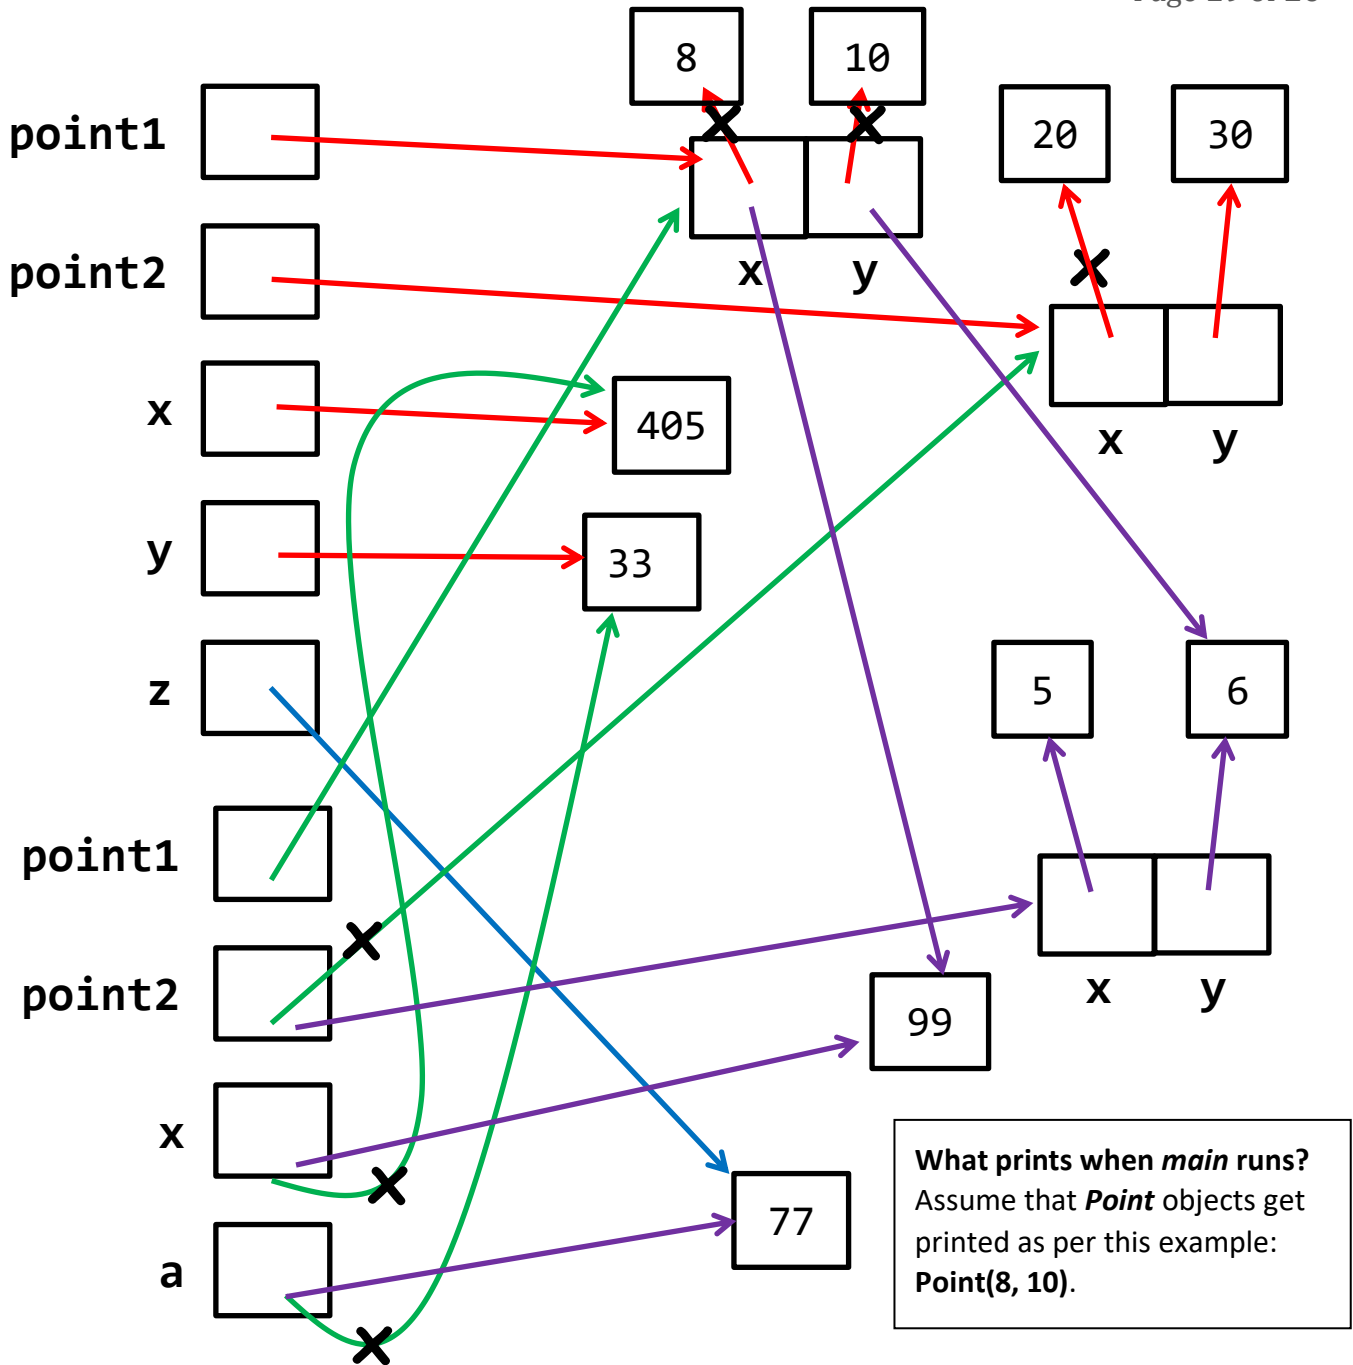 8 10
point1
20 30
point2
x y
x
405
x y
y
33
z
5 6
point1
point2
x y
99
x
What prints when main runs?
Assume that Point objects get
printed as per this example:
Point(8, 10).
77
a